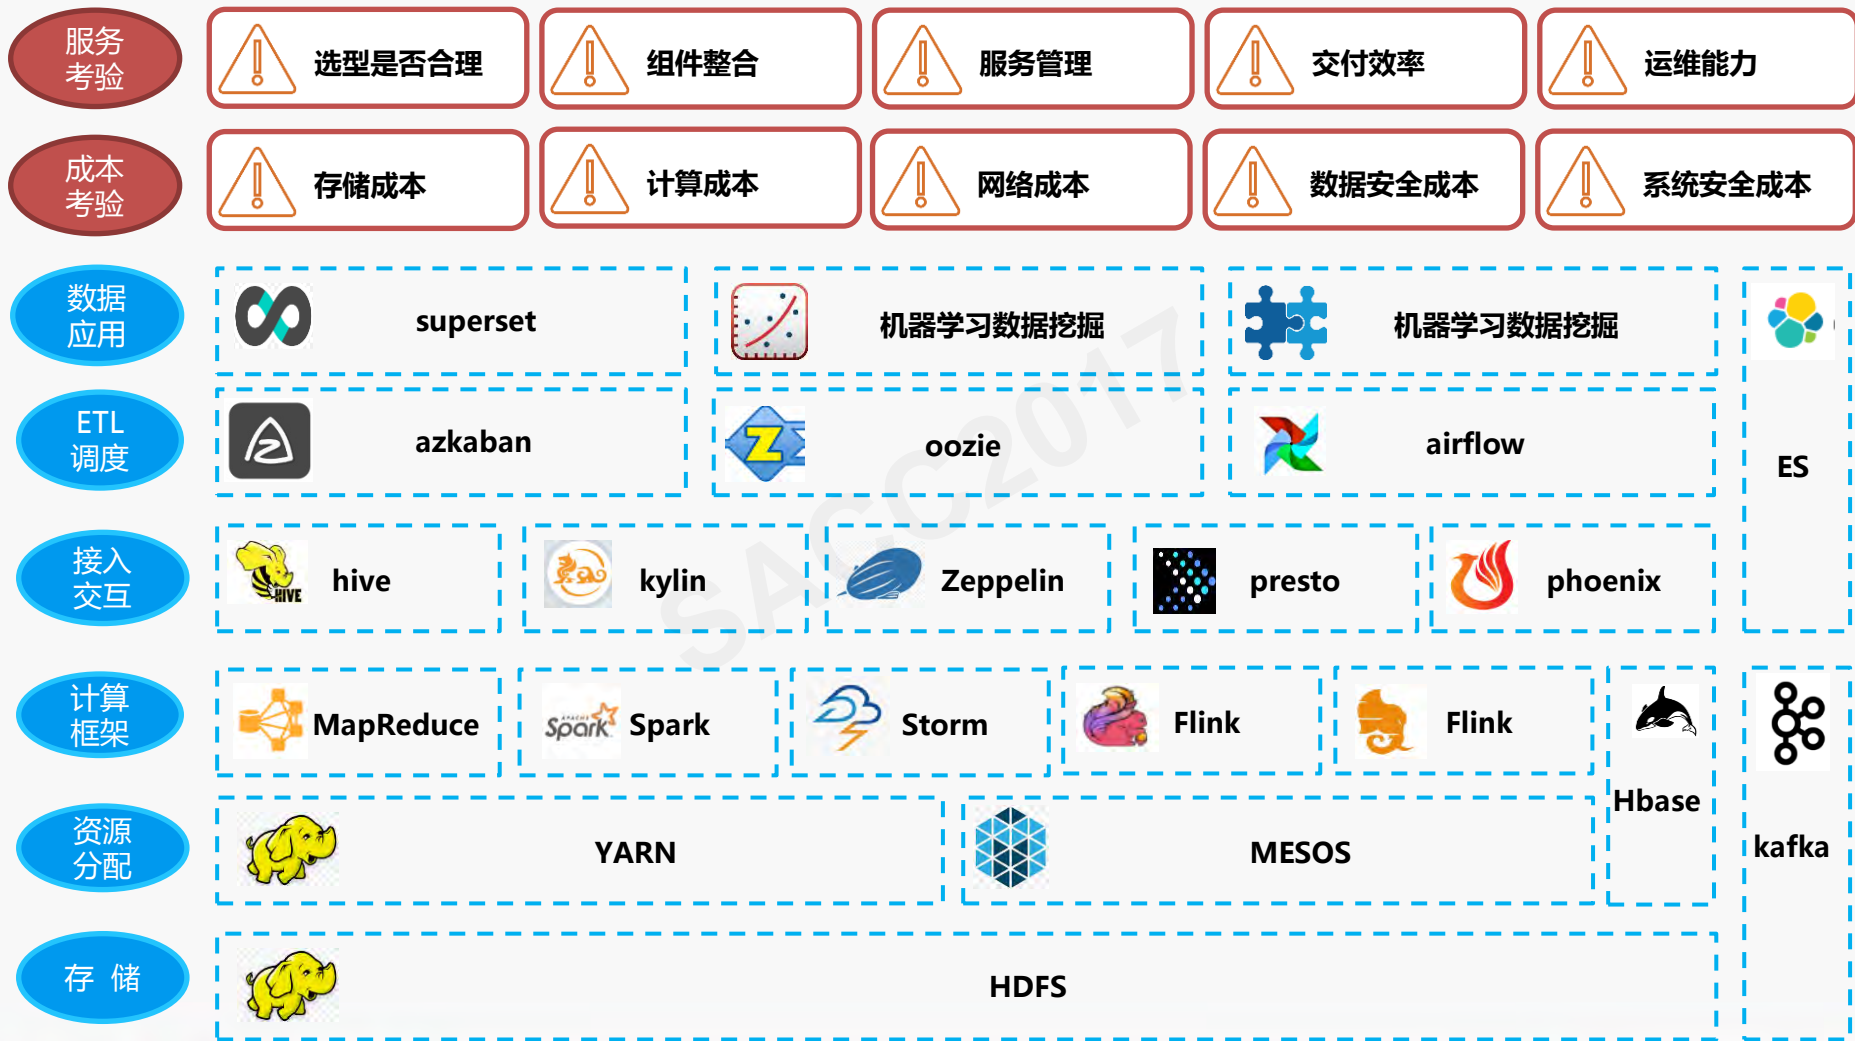 服务
考验
选型是否合理
组件整合
服务管理
交付效率
运维能力
成本
考验
存储成本
计算成本
网络成本
数据安全成本
系统安全成本
数据
应用
superset
机器学习数据挖掘
机器学习数据挖掘
ETL
调度
azkaban
oozie
airflow
ES
接入
交互
HIVE
hive
kylin
Zeppelin
presto
phoenix
计算
框架
MapReduce
APACHE
Spark
Spark
Storm
Flink
Flink
Hbase
kafka
资源
分配
YARN
MESOS
存 储
HDFS
SACC2017